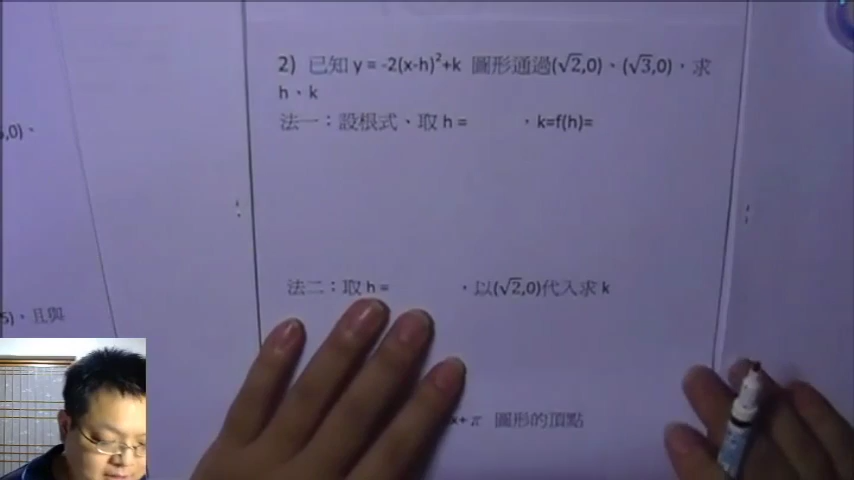 ,0)、
2) 已知 y = -2(x-h)²+k 圖形通過(√2,0)、(√3,0)，求
h、k
法一：設根式、取 h = ，k=f(h)=
法二：取 h = ，以(√2,0)代入求 k
5)，且與
x+ π 圖形的頂點